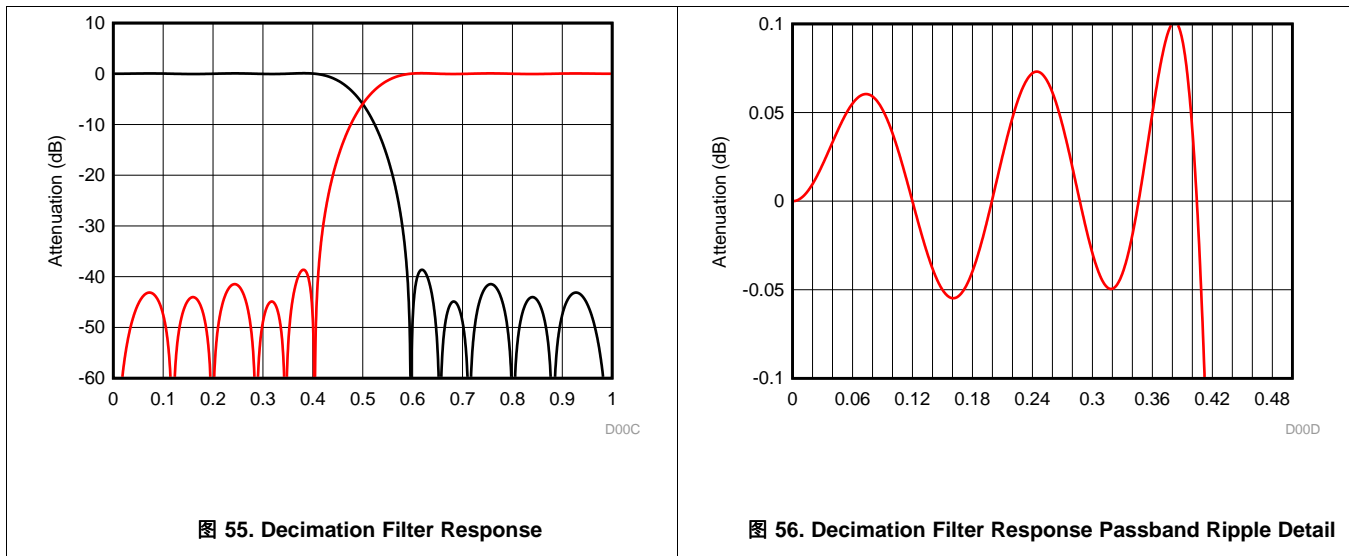 10
0
-10
-20
-30
-40
-50
-60
Attenuation (dB)
0 0.1 0.2 0.3 0.4 0.5 0.6 0.7 0.8 0.9 1
D00C
图 55. Decimation Filter Response
0.1
0.05
0
-0.05
-0.1
Attenuation (dB)
0 0.06 0.12 0.18 0.24 0.3 0.36 0.42 0.48
D00D
图 56. Decimation Filter Response Passband Ripple Detail